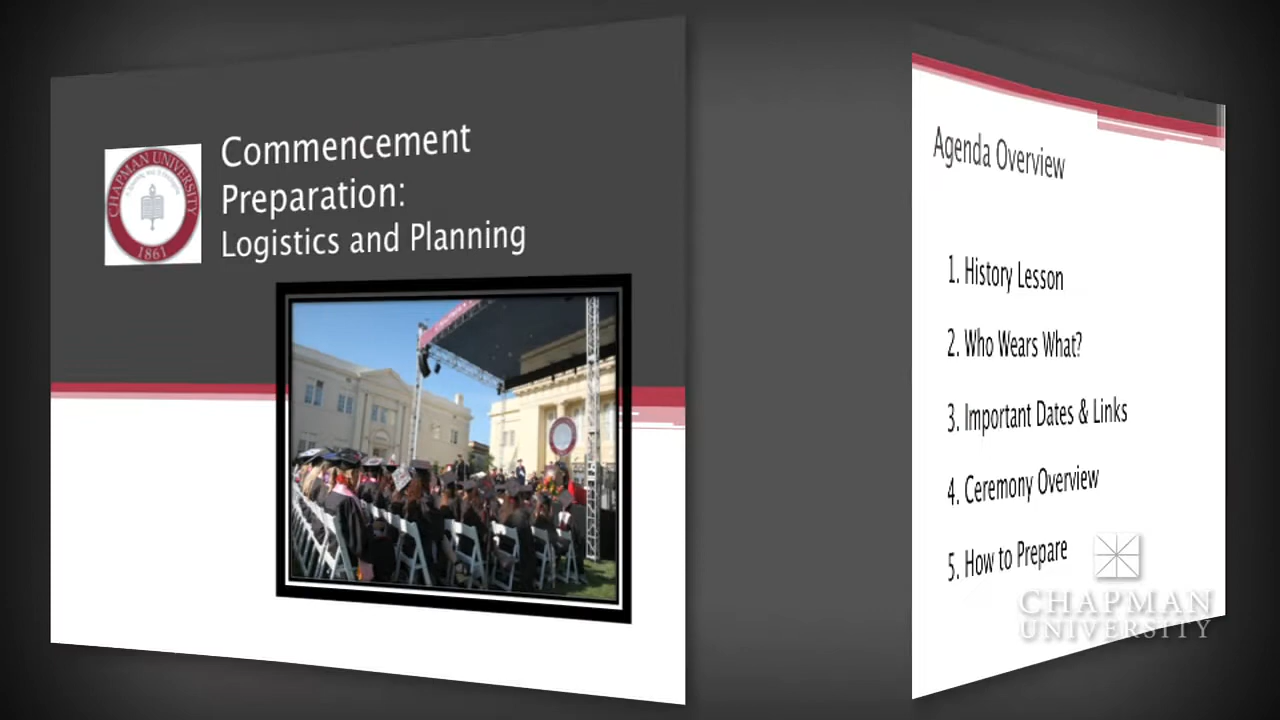 Commencement
Preparation:
Logistics and Planning
CHAPMAN UNIVERSITY
1861
Agenda Overview
1. History Lesson
2. Who Wears What?
3. Important Dates & Links
4. Ceremony Overview
5. How to Prepare
CHAPMAN
UNIVERSITY